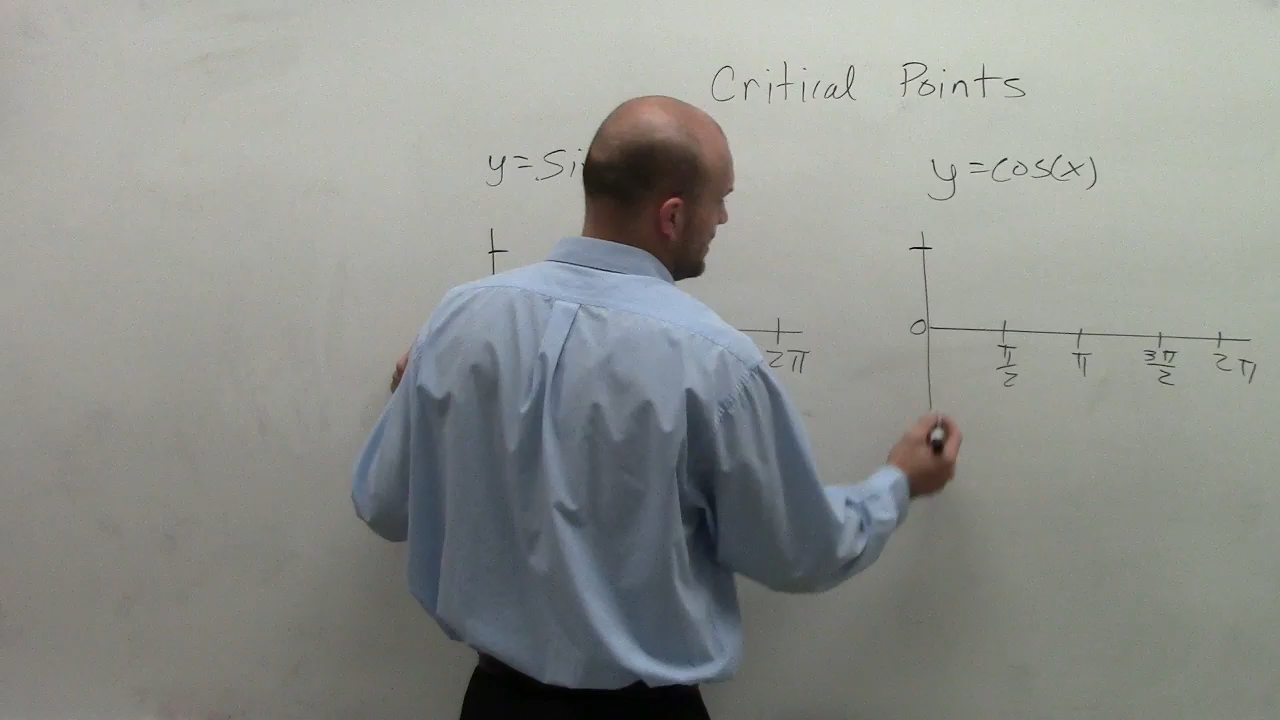 Critical Points
y=Si
y=cos(x)
2π
0
π/2 π 3π/2 2π